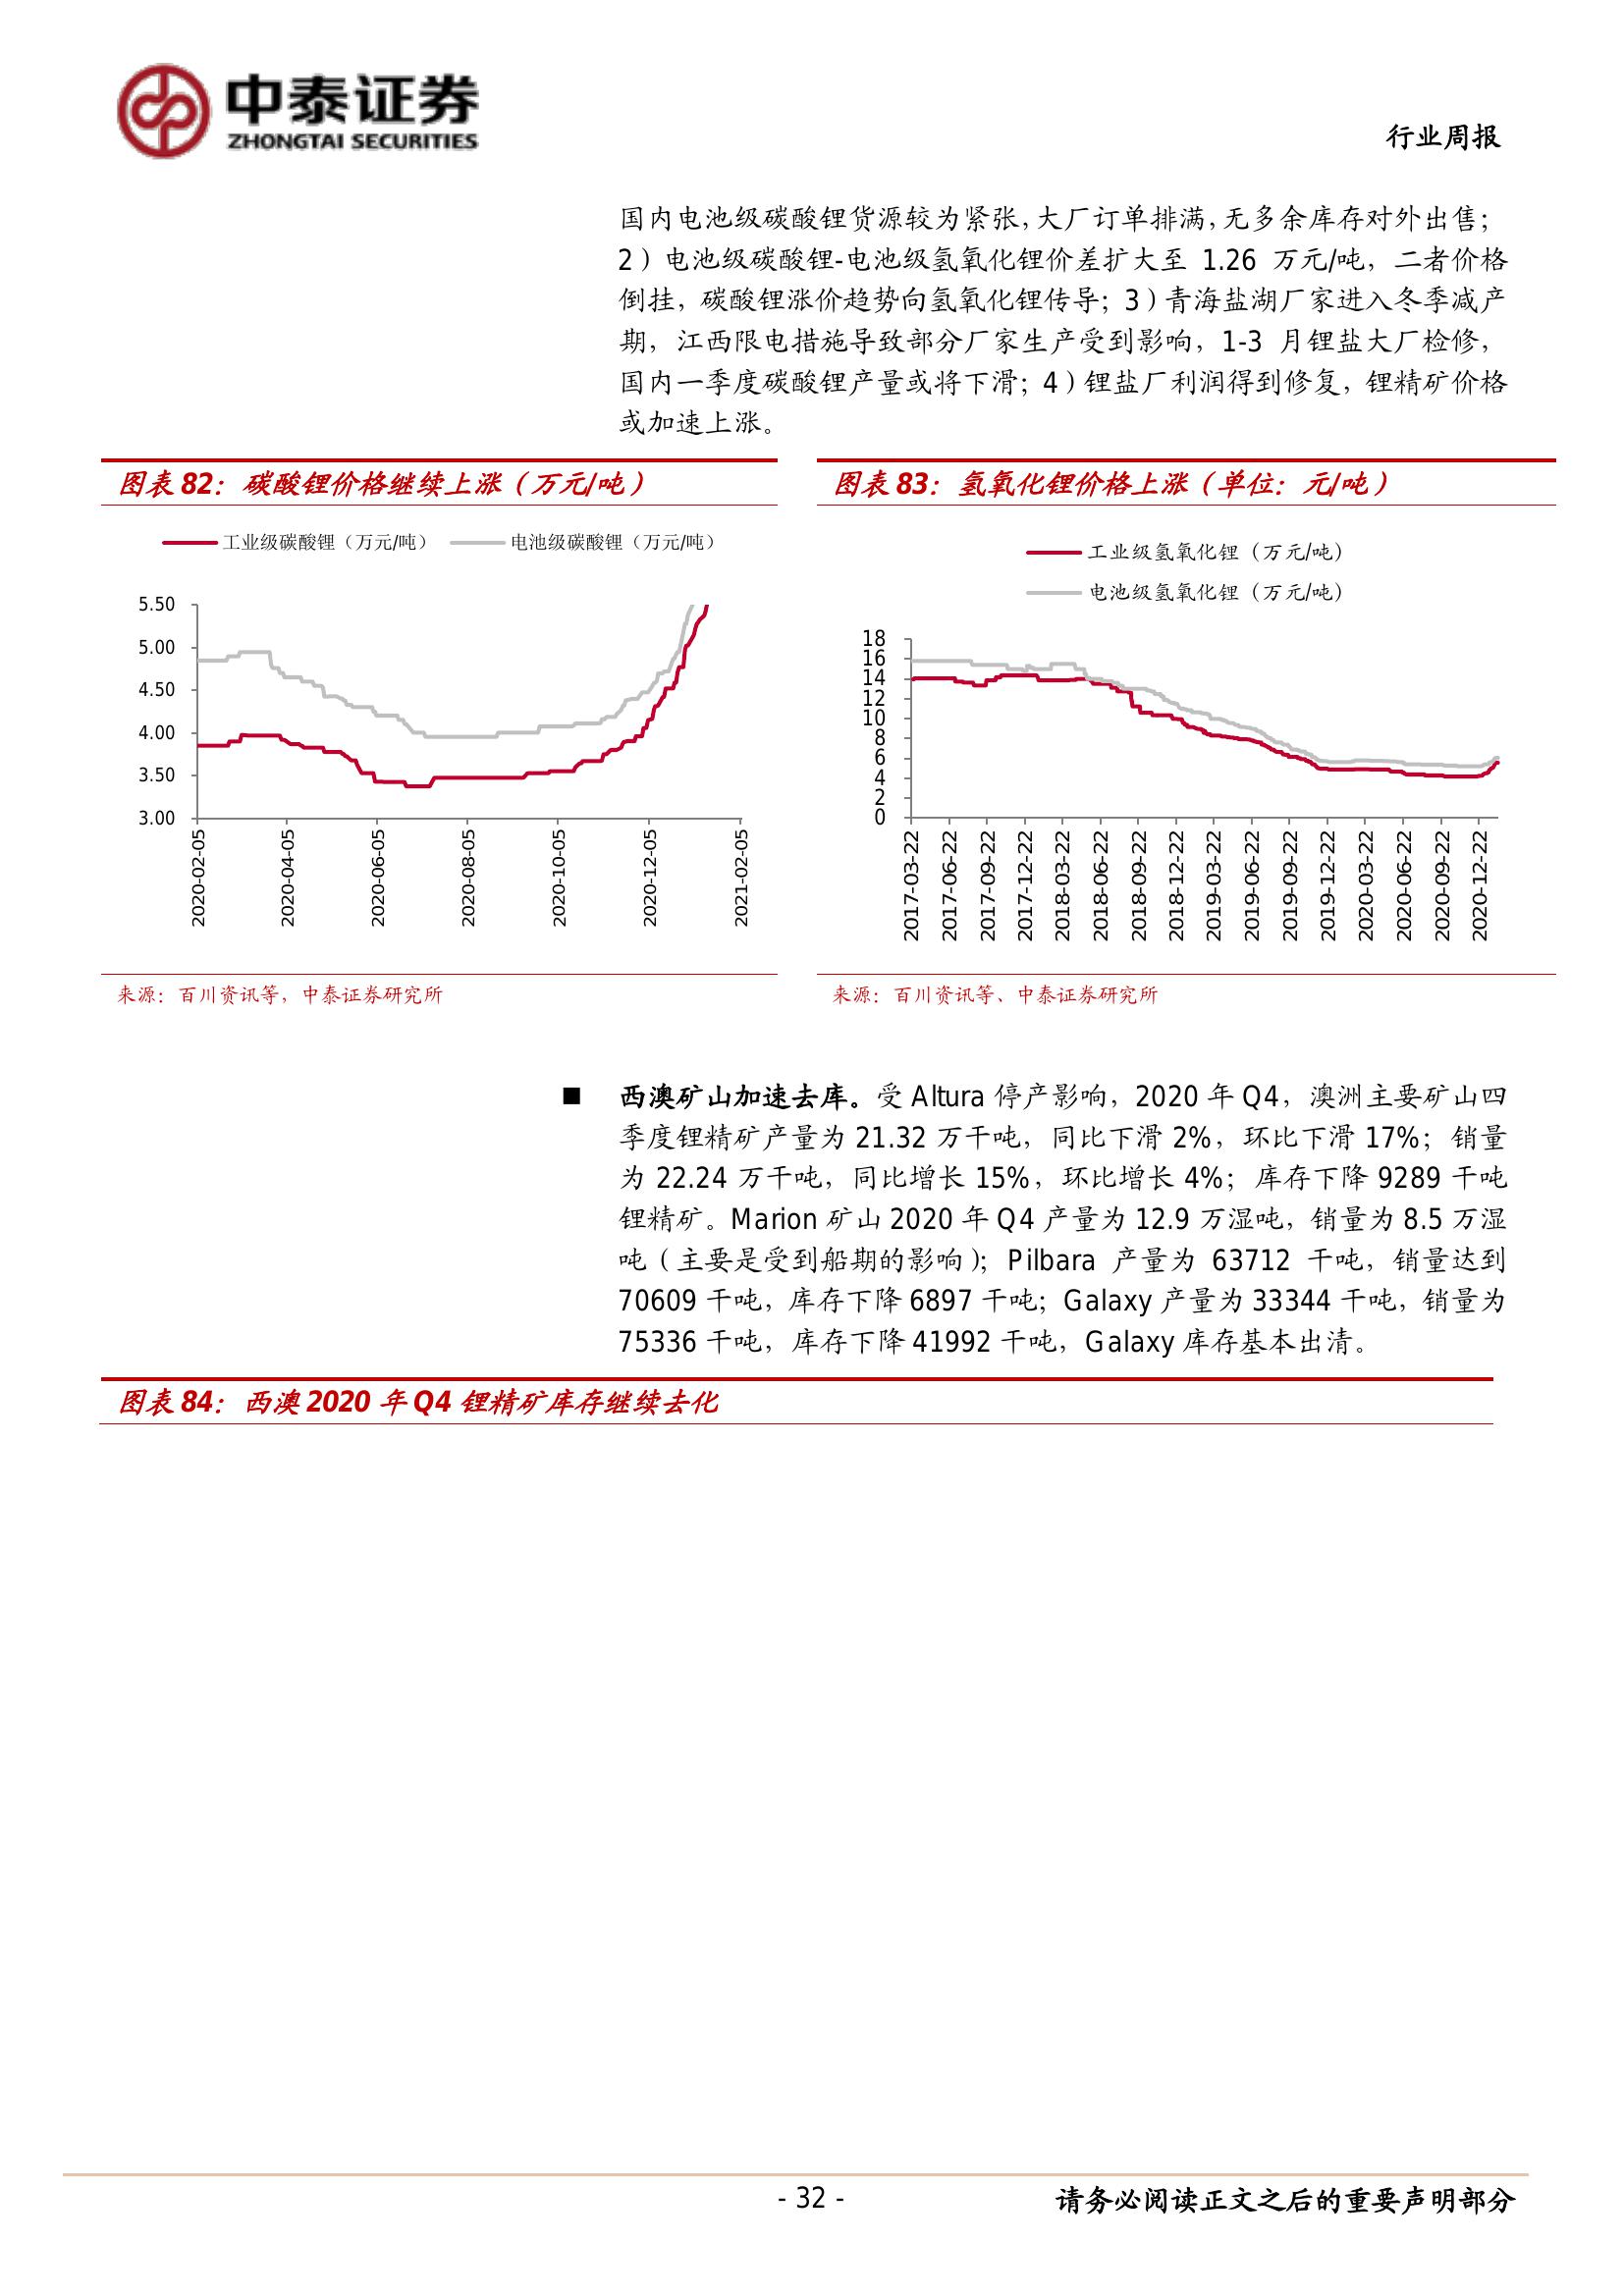 中泰证券
ZHONGTAI SECURITIES
行业周报
国内电池级碳酸锂货源较为紧张，大厂订单排满，无多余库存对外出售；
2）电池级碳酸锂-电池级氢氧化锂价差扩大至 1.26 万元/吨，二者价格
倒挂，碳酸锂涨价趋势向氢氧化锂传导；3）青海盐湖厂家进入冬季减产
期，江西限电措施导致部分厂家生产受到影响，1-3 月锂盐大厂检修，
国内一季度碳酸锂产量或将下滑；4）锂盐厂利润得到修复，锂精矿价格
或加速上涨。
图表 82：碳酸锂价格继续上涨（万元/吨）
工业级碳酸锂（万元/吨） 电池级碳酸锂（万元/吨）
5.50
5.00
4.50
4.00
3.50
3.00
2020-02-05
2020-04-05
2020-06-05
2020-08-05
2020-10-05
2020-12-05
2021-02-05
来源：百川资讯等，中泰证券研究所
图表 83：氢氧化锂价格上涨（单位：元/吨）
工业级氢氧化锂（万元/吨）
电池级氢氧化锂（万元/吨）
18
16
14
12
10
8
6
4
2
0
2017-03-22
2017-06-22
2017-09-22
2017-12-22
2018-03-22
2018-06-22
2018-09-22
2018-12-22
2019-03-22
2019-06-22
2019-09-22
2019-12-22
2020-03-22
2020-06-22
2020-09-22
2020-12-22
来源：百川资讯等、中泰证券研究所
■ 西澳矿山加速去库。受 Altura 停产影响，2020 年 Q4，澳洲主要矿山四
季度锂精矿产量为 21.32 万干吨，同比下滑 2%，环比下滑 17%；销量
为 22.24 万干吨，同比增长 15%，环比增长 4%；库存下降 9289 干吨
锂精矿。Marion 矿山 2020 年 Q4 产量为 12.9 万湿吨，销量为 8.5 万湿
吨（主要是受到船期的影响）；Pilbara 产量为 63712 干吨，销量达到
70609 干吨，库存下降 6897 干吨；Galaxy 产量为 33344 干吨，销量为
75336 干吨，库存下降 41992 干吨，Galaxy 库存基本出清。
图表 84：西澳 2020 年 Q4 锂精矿库存继续去化
- 32 -
请务必阅读正文之后的重要声明部分